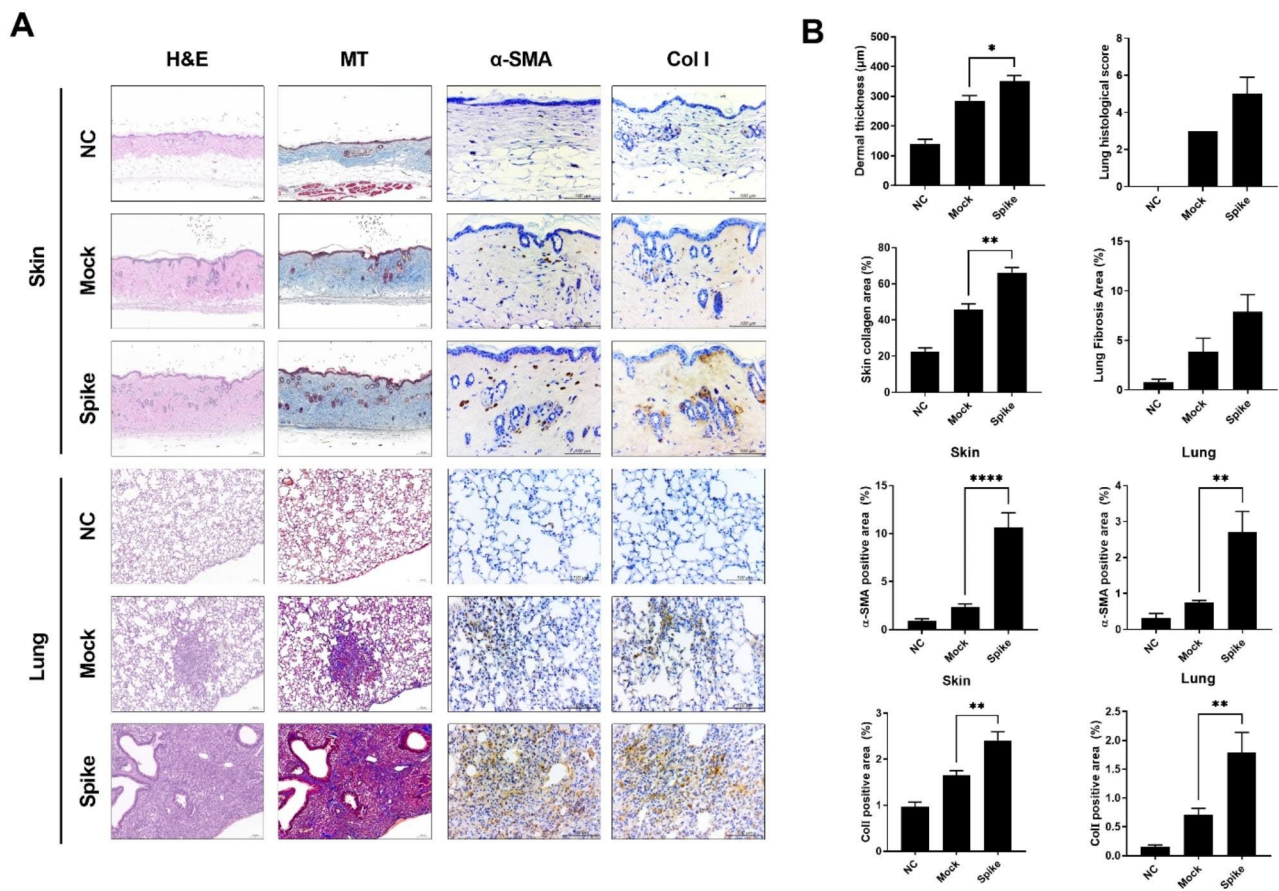 A
H&E
MT
α-SMA
Col I
Skin
NC
Mock
Spike
Lung
NC
Mock
Spike
B
Dermal thickness (μm)
500
400
300
200
100
0
*
NC
Mock
Spike
Lung histological score
8
6
4
2
0
NC
Mock
Spike
Skin collagen area (%)
80
60
40
20
0
**
NC
Mock
Spike
Lung Fibrosis Area (%)
15
10
5
0
NC
Mock
Spike
Skin
α-SMA positive area (%)
15
10
5
0
****
NC
Mock
Spike
Lung
α-SMA positive area (%)
4
3
2
1
0
**
NC
Mock
Spike
Skin
ColI positive area (%)
3
2
1
0
**
NC
Mock
Spike
Lung
ColI positive area (%)
2.5
2.0
1.5
1.0
0.5
0.0
**
NC
Mock
Spike